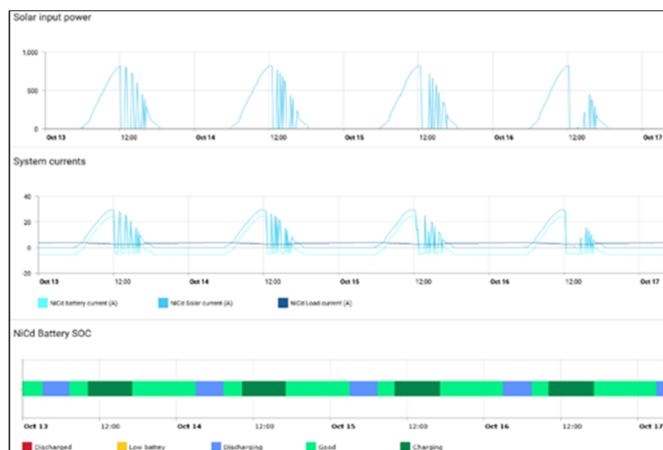 Solar input power
1,000
500
0
Oct 13 12:00 Oct 14 12:00 Oct 15 12:00 Oct 16 12:00 Oct 17
System currents
40
20
0
-20
Oct 13 12:00 Oct 14 12:00 Oct 15 12:00 Oct 16 12:00 Oct 17
NiCd battery current (A) NiCd Solar current (A) NiCd Load current (A)
NiCd Battery SOC
Oct 13 12:00 Oct 14 12:00 Oct 15 12:00 Oct 16 12:00 Oct 17
Discharged Low battey Discharging Good Charging